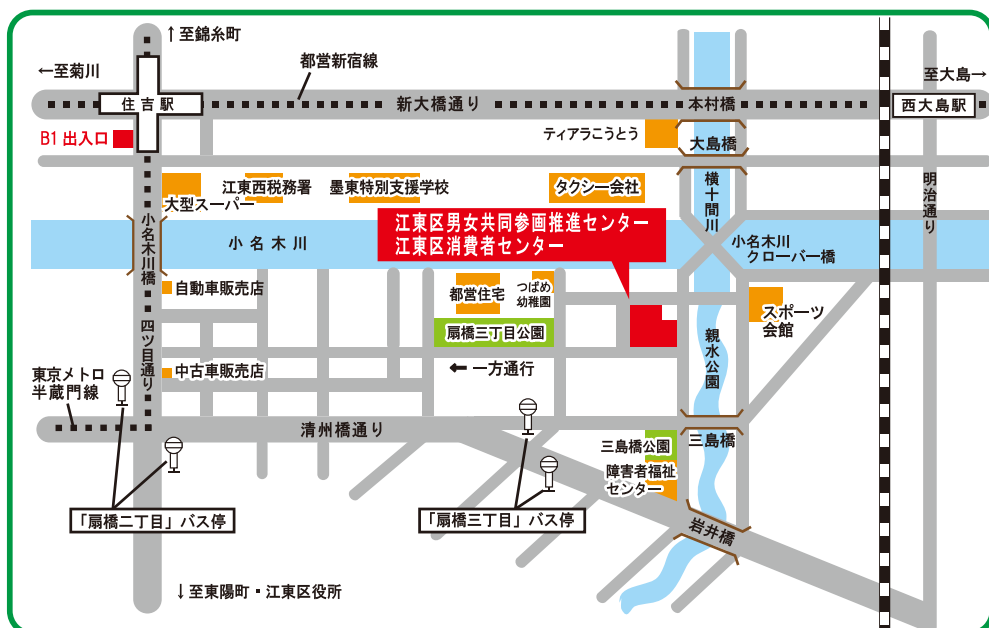 ↑至錦糸町
←至菊川
都営新宿線
至大島→
住吉駅
新大橋通り
本村橋
西大島駅
B1 出入口
ティアラこうとう
大島橋
江東西税務署
墨東特別支援学校
タクシー会社
大型スーパー
横十間川
明治通り
江東区男女共同参画推進センター
江東区消費者センター
小名木川橋
小名木川
小名木川
クローバー橋
自動車販売店
都営住宅
つばめ
幼稚園
スポーツ
会館
四ツ目通り
扇橋三丁目公園
親水公園
← 一方通行
東京メトロ
半蔵門線
中古車販売店
清州橋通り
三島橋公園
三島橋
障害者福祉
センター
「扇橋二丁目」バス停
「扇橋三丁目」バス停
岩井橋
↓至東陽町・江東区役所